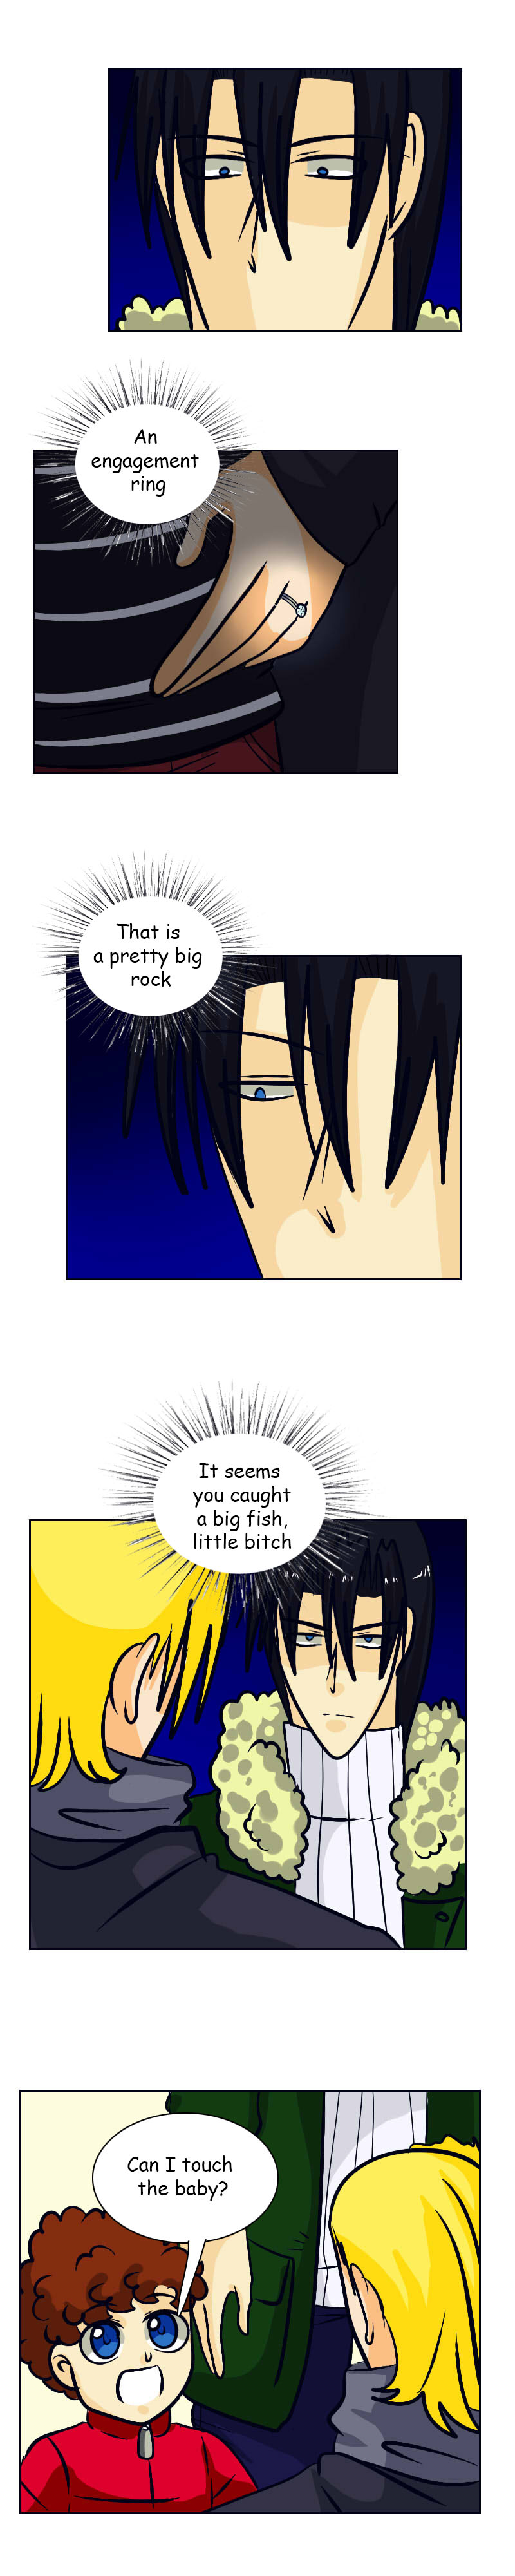 An
engagement
ring
That is
a pretty big
rock
It seems
you caught
a big fish,
little bitch
Can I touch
the baby?